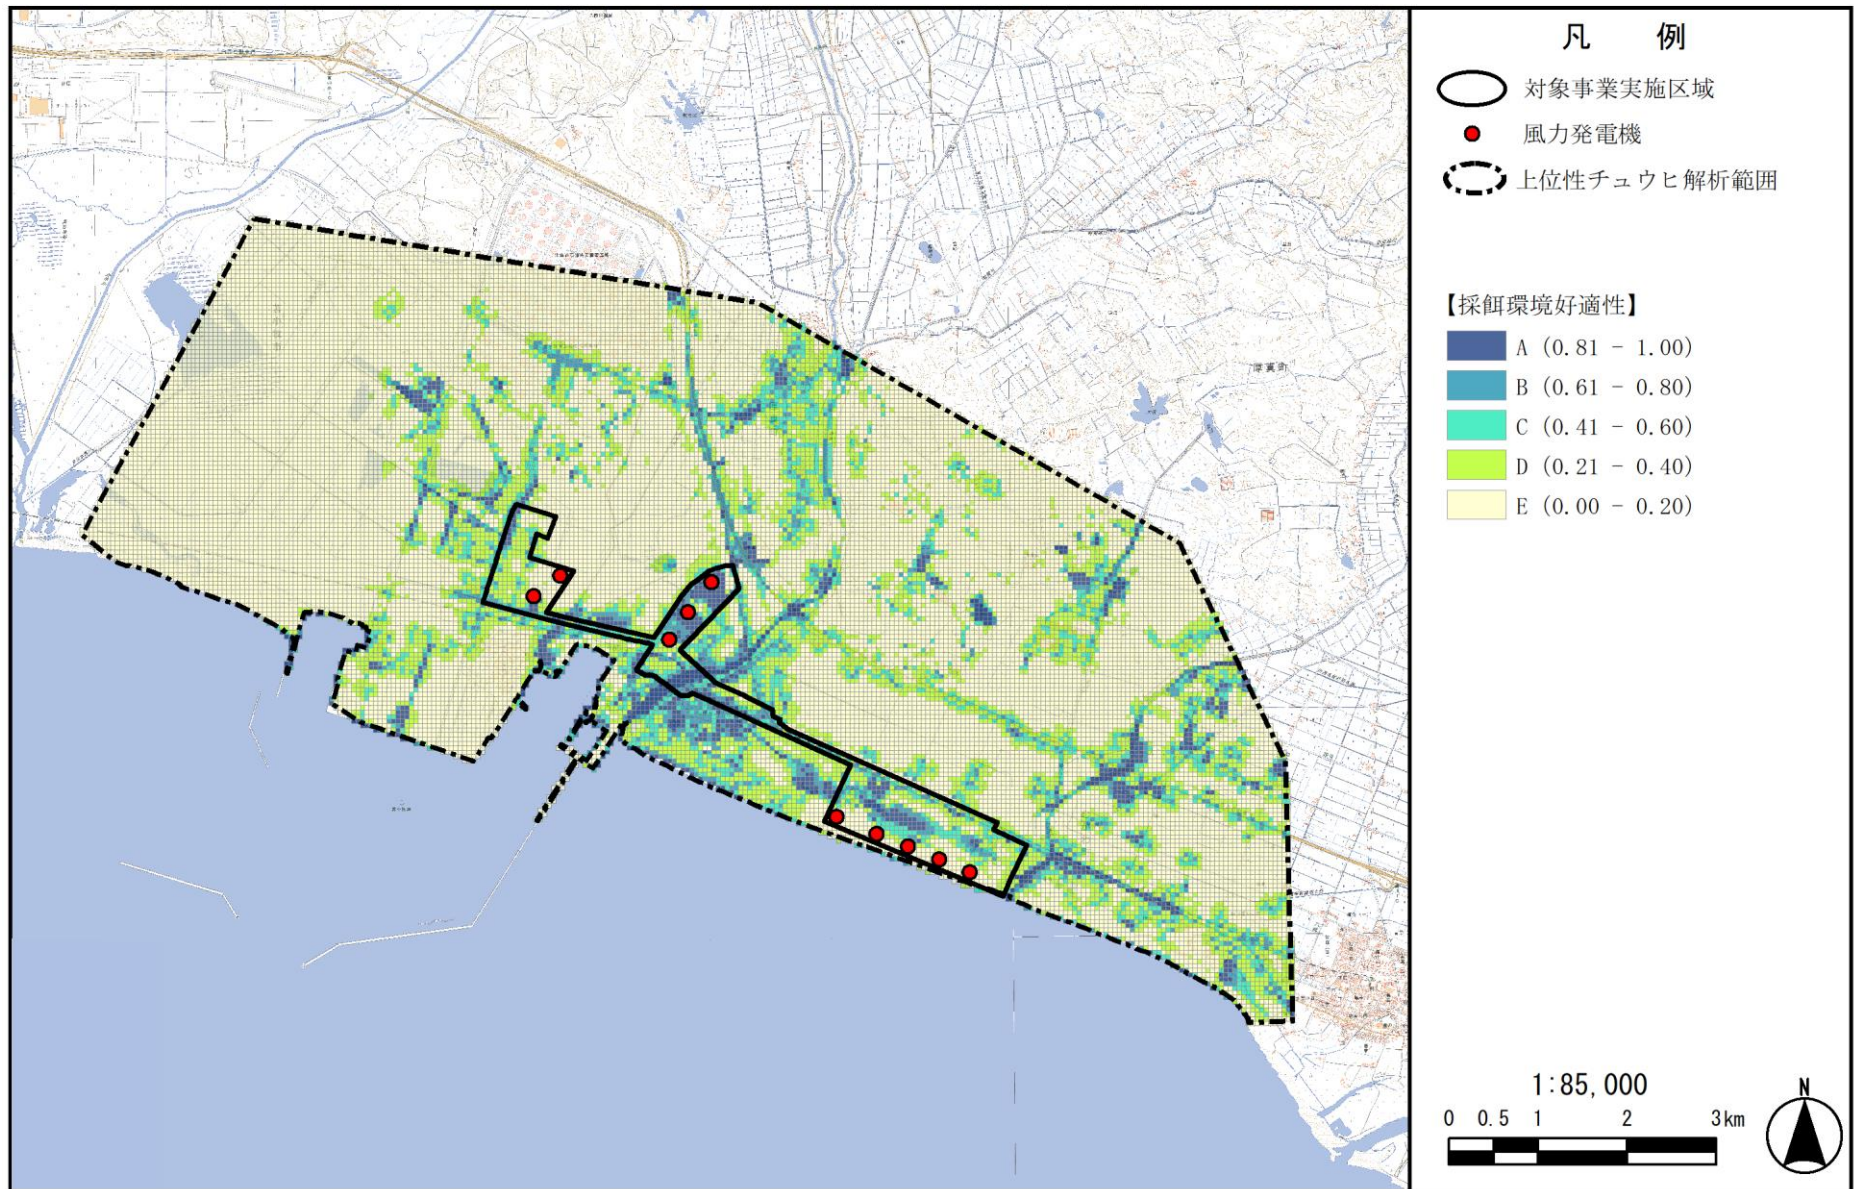 凡 例
対象事業実施区域
風力発電機
上位性チュウヒ解析範囲
【採餌環境好適性】
A (0.81 - 1.00)
B (0.61 - 0.80)
C (0.41 - 0.60)
D (0.21 - 0.40)
E (0.00 - 0.20)
厚真町
1:85,000
0 0.5 1 2 3km
N